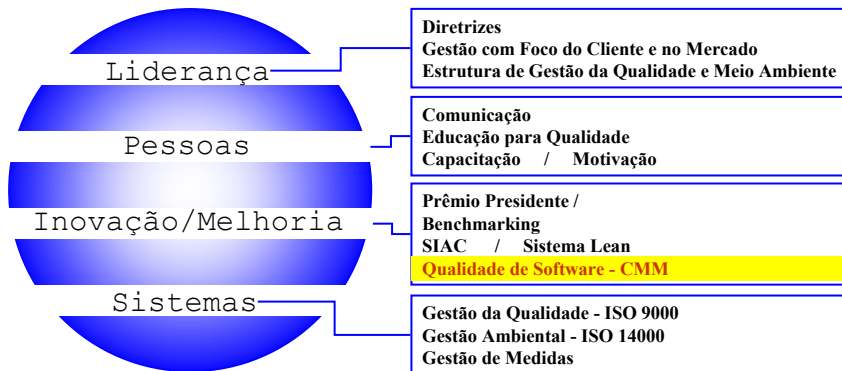 Liderança
Diretrizes
Gestão com Foco do Cliente e no Mercado
Estrutura de Gestão da Qualidade e Meio Ambiente
Pessoas
Comunicação
Educação para Qualidade
Capacitação / Motivação
Inovação/Melhoria
Prêmio Presidente /
Benchmarking
SIAC / Sistema Lean
Qualidade de Software - CMM
Sistemas
Gestão da Qualidade - ISO 9000
Gestão Ambiental - ISO 14000
Gestão de Medidas